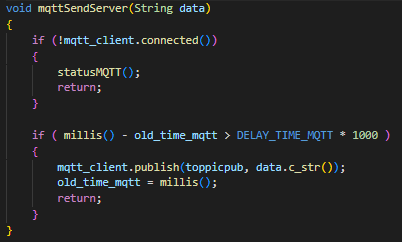 void mqttSendServer(String data)
{
    if (!mqtt_client.connected())
    {
        statusMQTT();
        return;
    }

    if ( millis() - old_time_mqtt > DELAY_TIME_MQTT * 1000 )
    {
        mqtt_client.publish(toppicpub, data.c_str());
        old_time_mqtt = millis();
        return;
    }
}